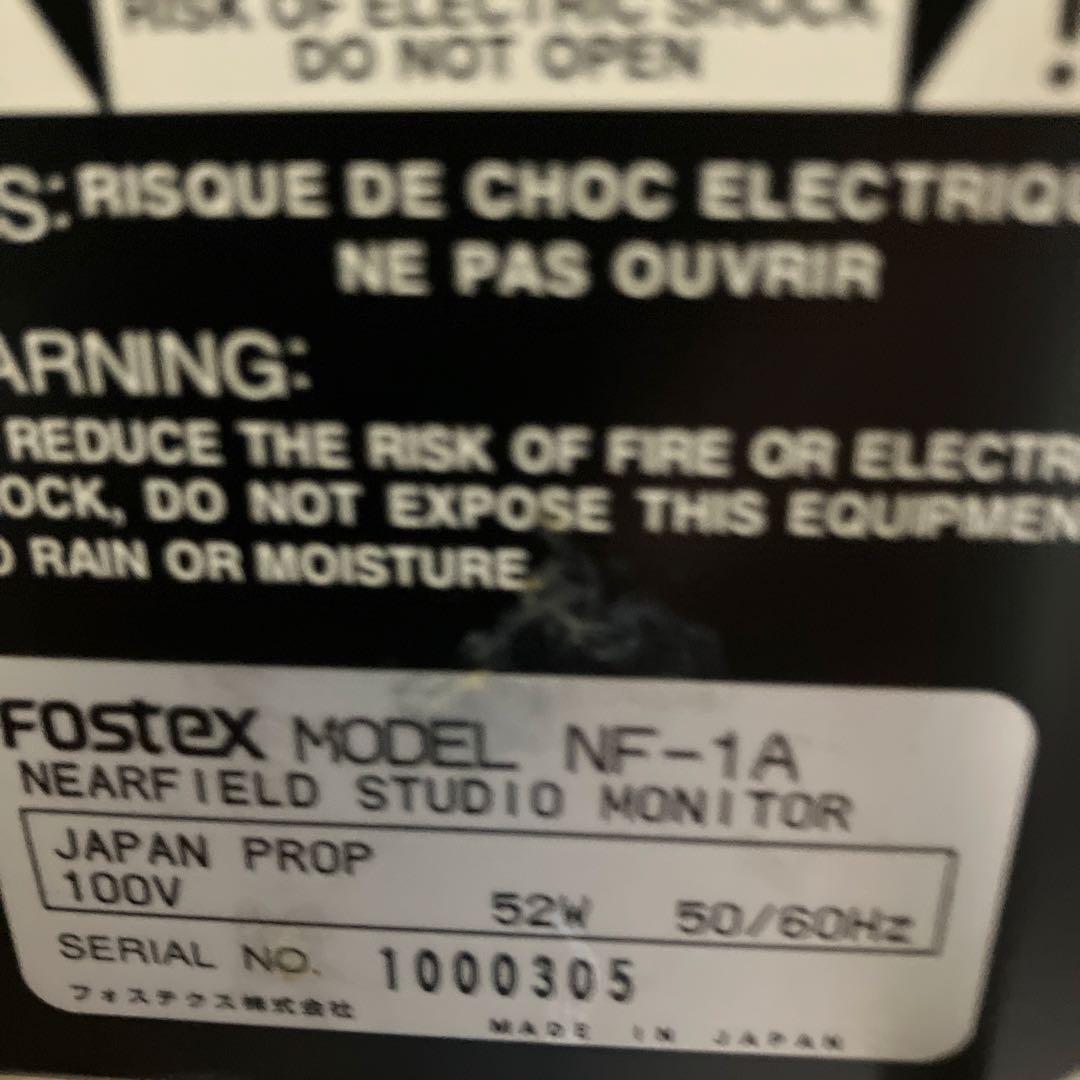 RISK OF ELECTRIC SHOCK
DO NOT OPEN
!
S: RISQUE DE CHOC ELECTRIQU
NE PAS OUVRIR
ARNING:
REDUCE THE RISK OF FIRE OR ELECTR
OCK, DO NOT EXPOSE THIS EQUIPMEN
O RAIN OR MOISTURE
Fostex MODEL NF-1A
NEARFIELD STUDIO MONITOR
JAPAN PROP
100V 52W 50/60Hz
SERIAL NO. 1000305
フォステクス株式会社
MADE IN JAPAN